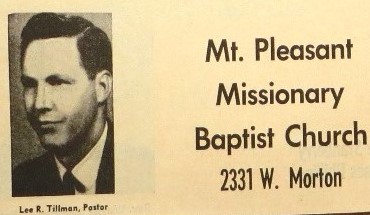 Mt. Pleasant
Missionary
Baptist Church
2331 W. Morton
Lee R. Tillman, Pastor